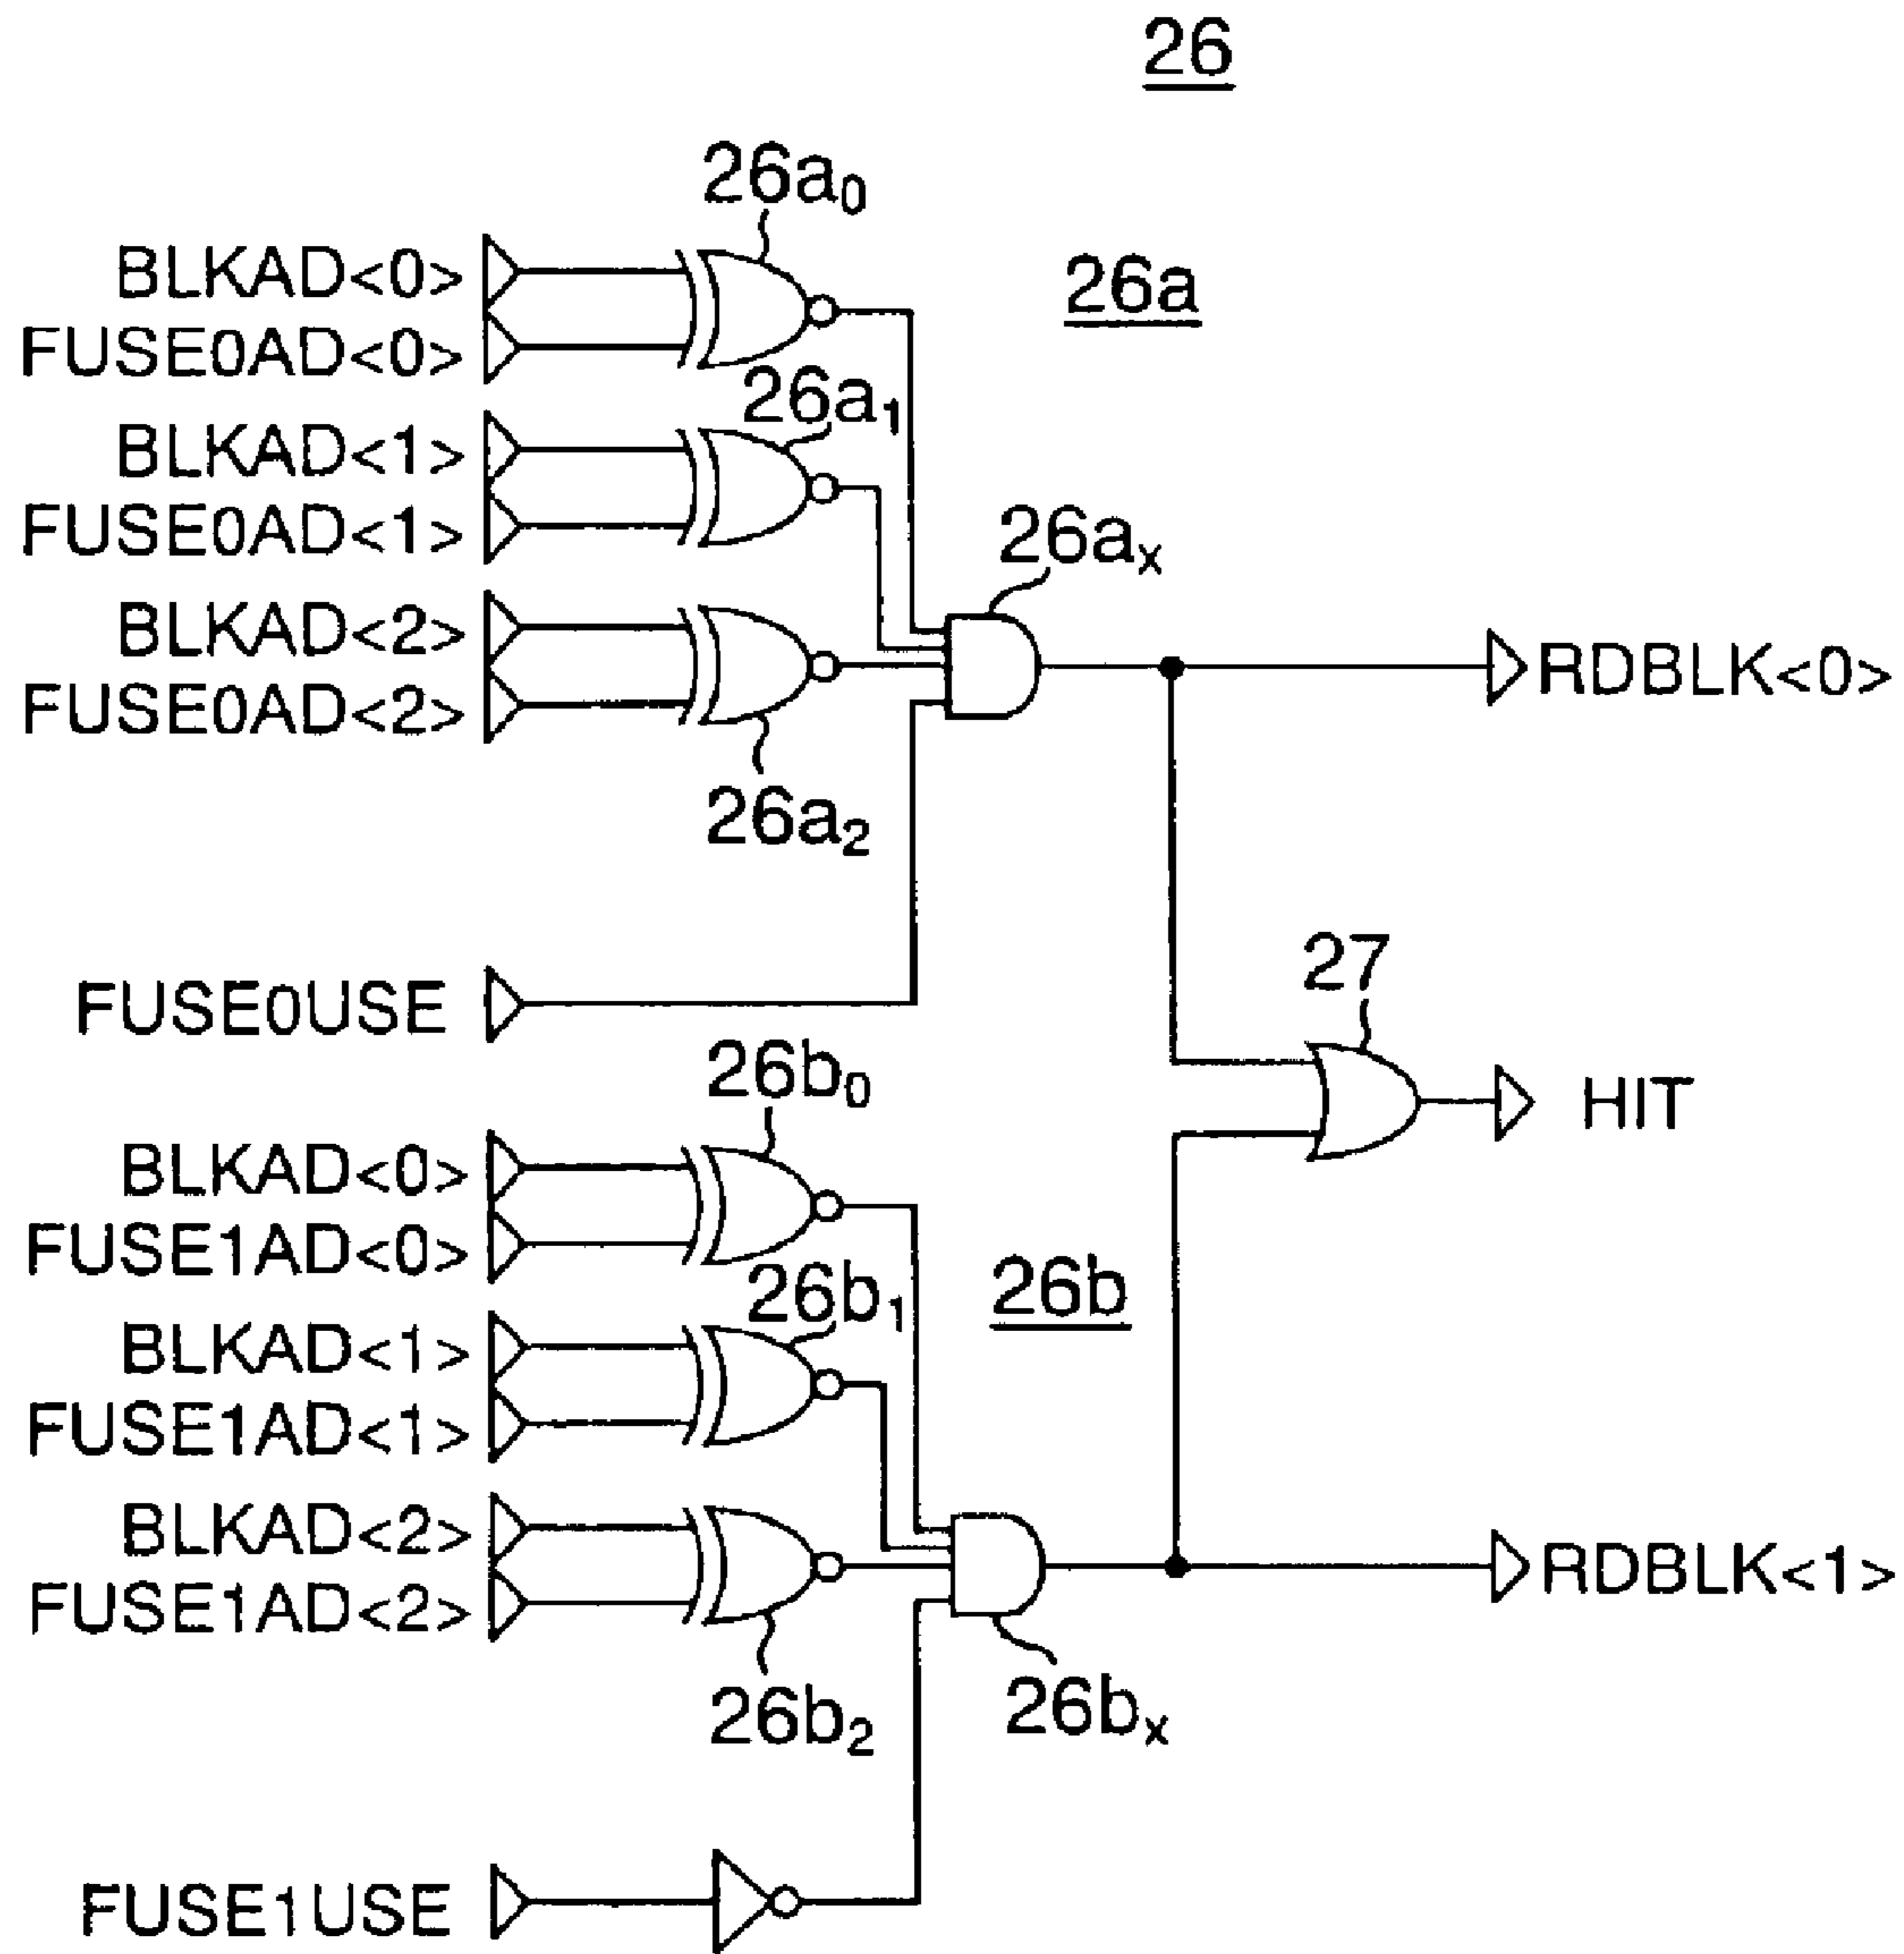 26
26a₀
BLKAD<0>
FUSE0AD<0>
26a
26a₁
BLKAD<1>
FUSE0AD<1>
26aₓ
BLKAD<2>
FUSE0AD<2>
RDBLK<0>
26a₂
27
FUSE0USE
26b₀
HIT
BLKAD<0>
FUSE1AD<0>
26b₁
26b
BLKAD<1>
FUSE1AD<1>
BLKAD<2>
FUSE1AD<2>
RDBLK<1>
26b₂
26bₓ
FUSE1USE